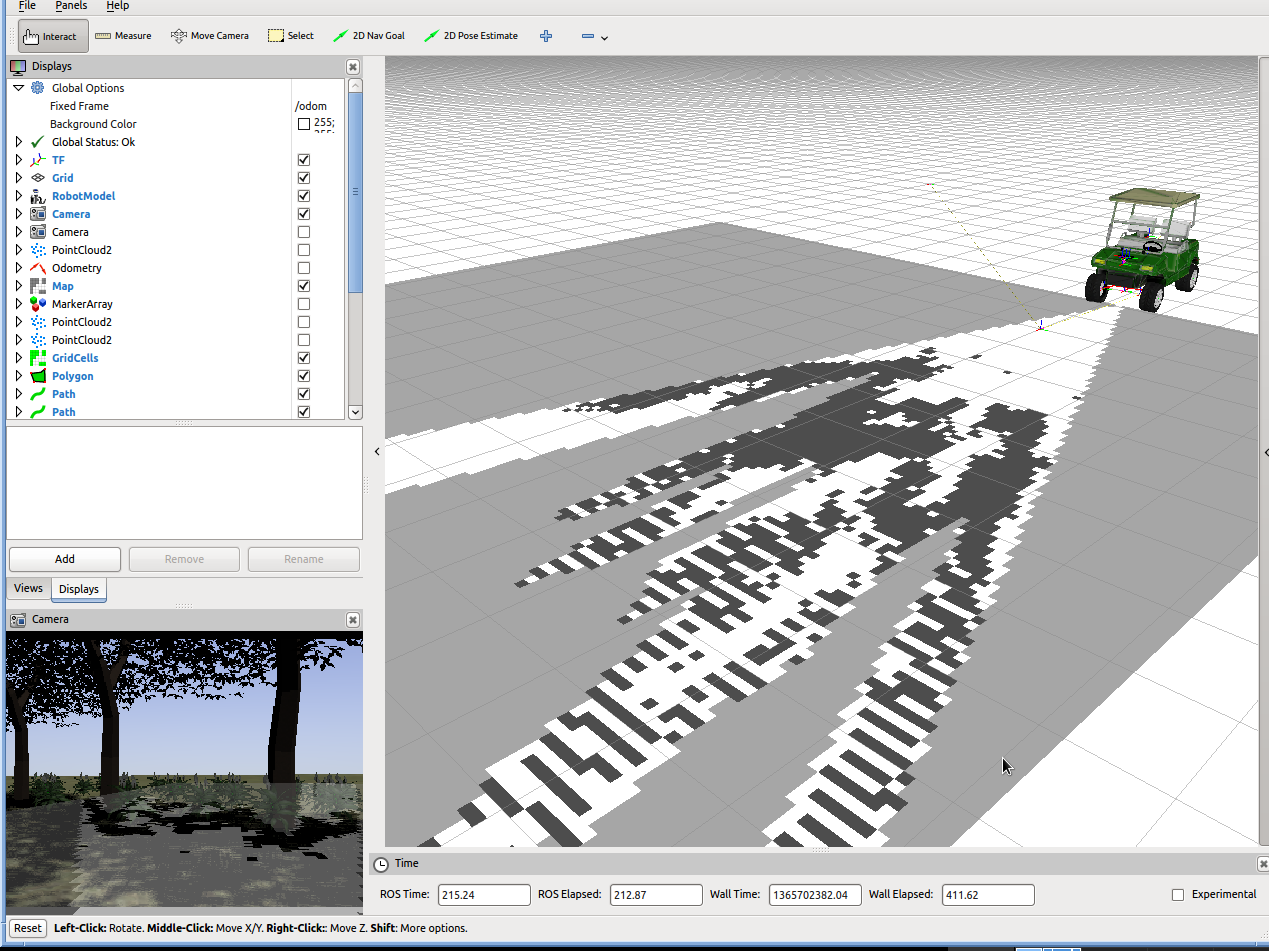 File Panels Help
Interact Measure Move Camera Select 2D Nav Goal 2D Pose Estimate
Displays
Global Options
Fixed Frame /odom
Background Color 255;
Global Status: Ok
TF
Grid
RobotModel
Camera
Camera
PointCloud2
Odometry
Map
MarkerArray
PointCloud2
PointCloud2
GridCells
Polygon
Path
Path
Add Remove Rename
Views Displays
Camera
Time
ROS Time: 215.24 ROS Elapsed: 212.87 Wall Time: 1365702382.04 Wall Elapsed: 411.62 Experimental
Reset Left-Click: Rotate. Middle-Click: Move X/Y. Right-Click:: Move Z. Shift: More options.